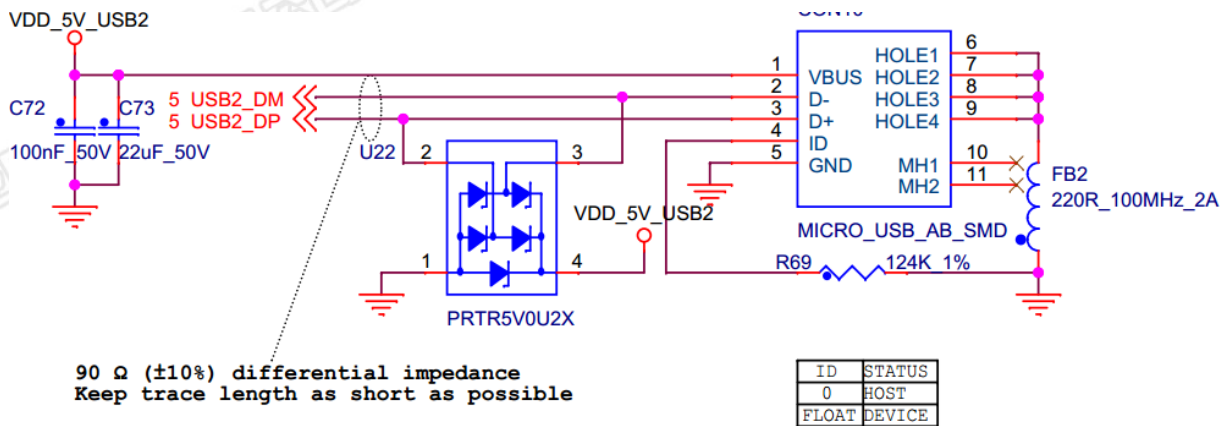 VDD_5V_USB2
C72
100nF_50V
C73
22uF_50V
5 USB2_DM
5 USB2_DP
U22
2
3
1
4
PRTR5V0U2X
VDD_5V_USB2
1
2
3
4
5
VBUS
D-
D+
ID
GND
HOLE1
HOLE2
HOLE3
HOLE4
MH1
MH2
6
7
8
9
10
11
MICRO_USB_AB_SMD
FB2
220R_100MHz_2A
R69
124K_1%
90 Ω (±10%) differential impedance
Keep trace length as short as possible
ID STATUS
0 HOST
FLOAT DEVICE